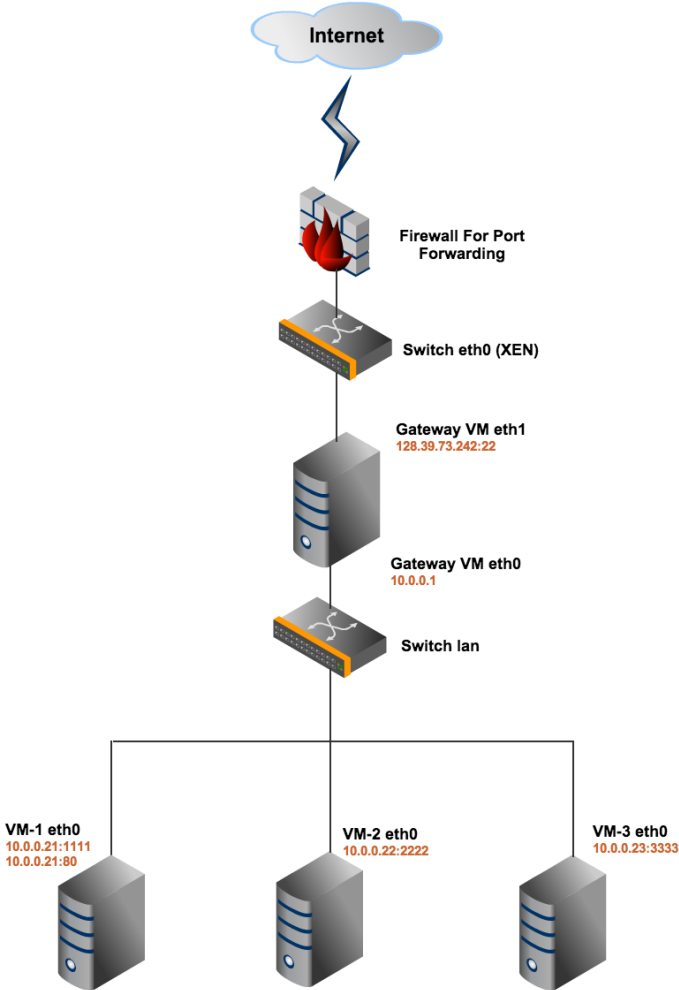 Internet
Firewall For Port
Forwarding
Switch eth0 (XEN)
Gateway VM eth1
128.39.73.242:22
Gateway VM eth0
10.0.0.1
Switch lan
VM-1 eth0
10.0.0.21:1111
10.0.0.21:80
VM-2 eth0
10.0.0.22:2222
VM-3 eth0
10.0.0.23:3333